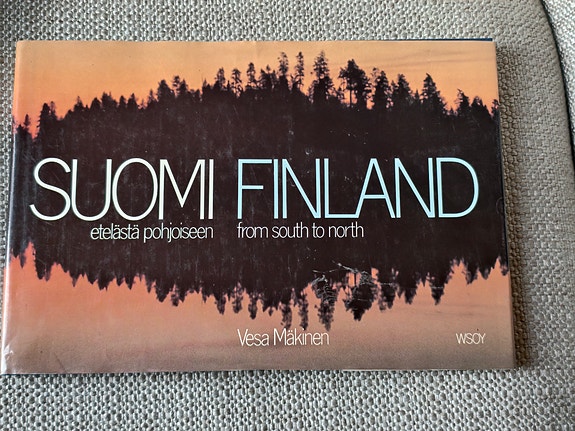 SUOMI FINLAND
etelästä pohjoiseen from south to north
Vesa Mäkinen
WSOY